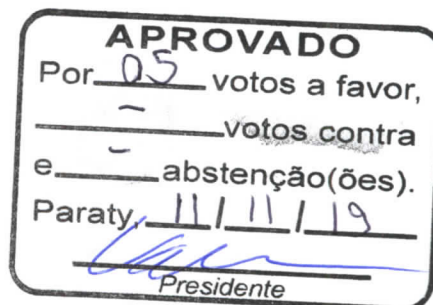 APROVADO
Por 05 votos a favor,
- votos contra
e - abstenção(ões).
Paraty, 11/11/19
Presidente